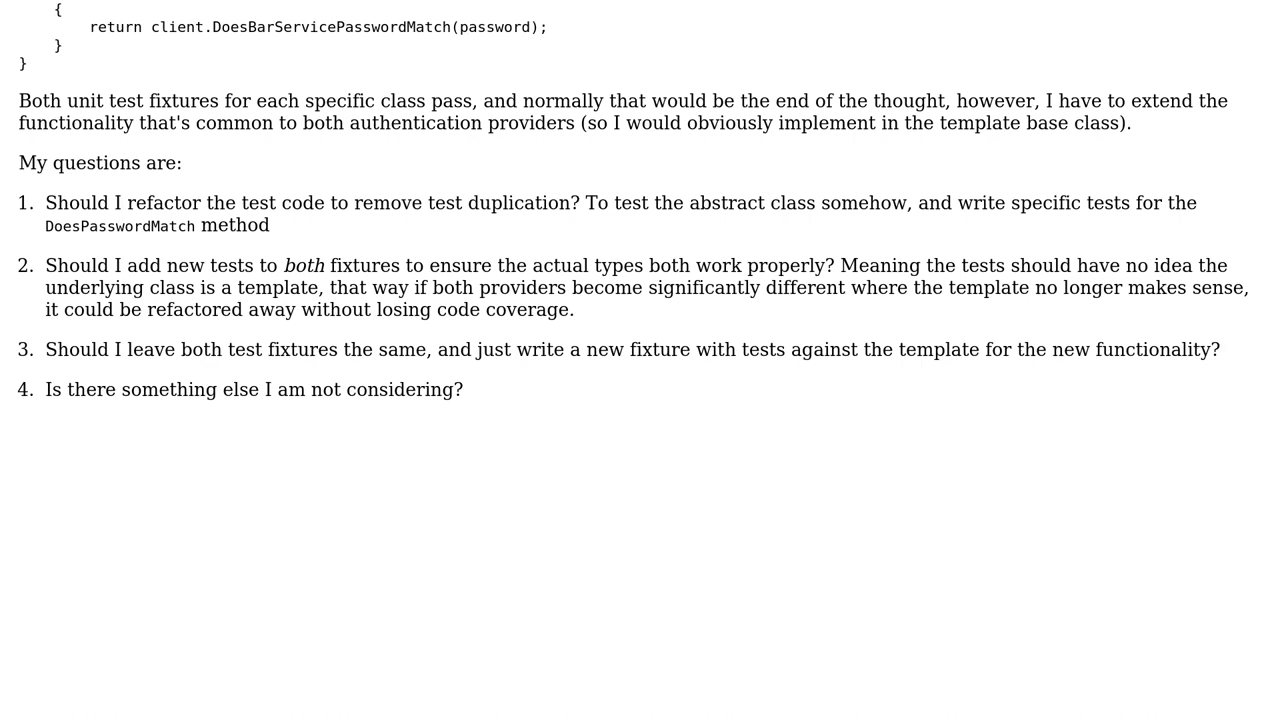 {
return client.DoesBarServicePasswordMatch(password);
}
}
Both unit test fixtures for each specific class pass, and normally that would be the end of the thought, however, I have to extend the
functionality that's common to both authentication providers (so I would obviously implement in the template base class).
My questions are:
1. Should I refactor the test code to remove test duplication? To test the abstract class somehow, and write specific tests for the
DoesPasswordMatch method
2. Should I add new tests to both fixtures to ensure the actual types both work properly? Meaning the tests should have no idea the
underlying class is a template, that way if both providers become significantly different where the template no longer makes sense,
it could be refactored away without losing code coverage.
3. Should I leave both test fixtures the same, and just write a new fixture with tests against the template for the new functionality?
4. Is there something else I am not considering?